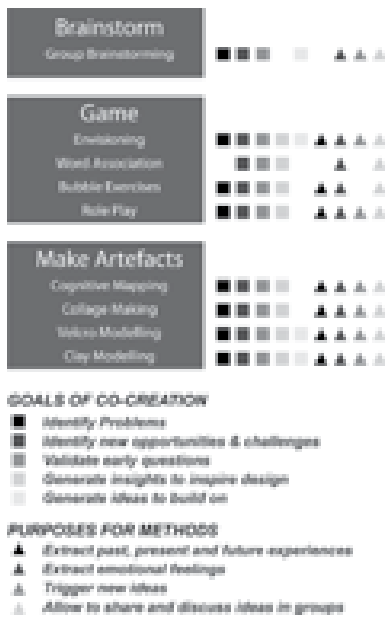 Brainstorm
Group Brainstorming
Game
Envisioning
Word Association
Bubble Exercises
Role Play
Make Artefacts
Cognitive Mapping
Collage Making
Velcro Modelling
Clay Modelling
GOALS OF CO-CREATION
Identify Problems
Identify new opportunities & challenges
Validate early questions
Generate insights to inspire design
Generate ideas to build on
PURPOSES FOR METHODS
Extract past, present and future experiences
Extract emotional feelings
Trigger new ideas
Allow to share and discuss ideas in groups